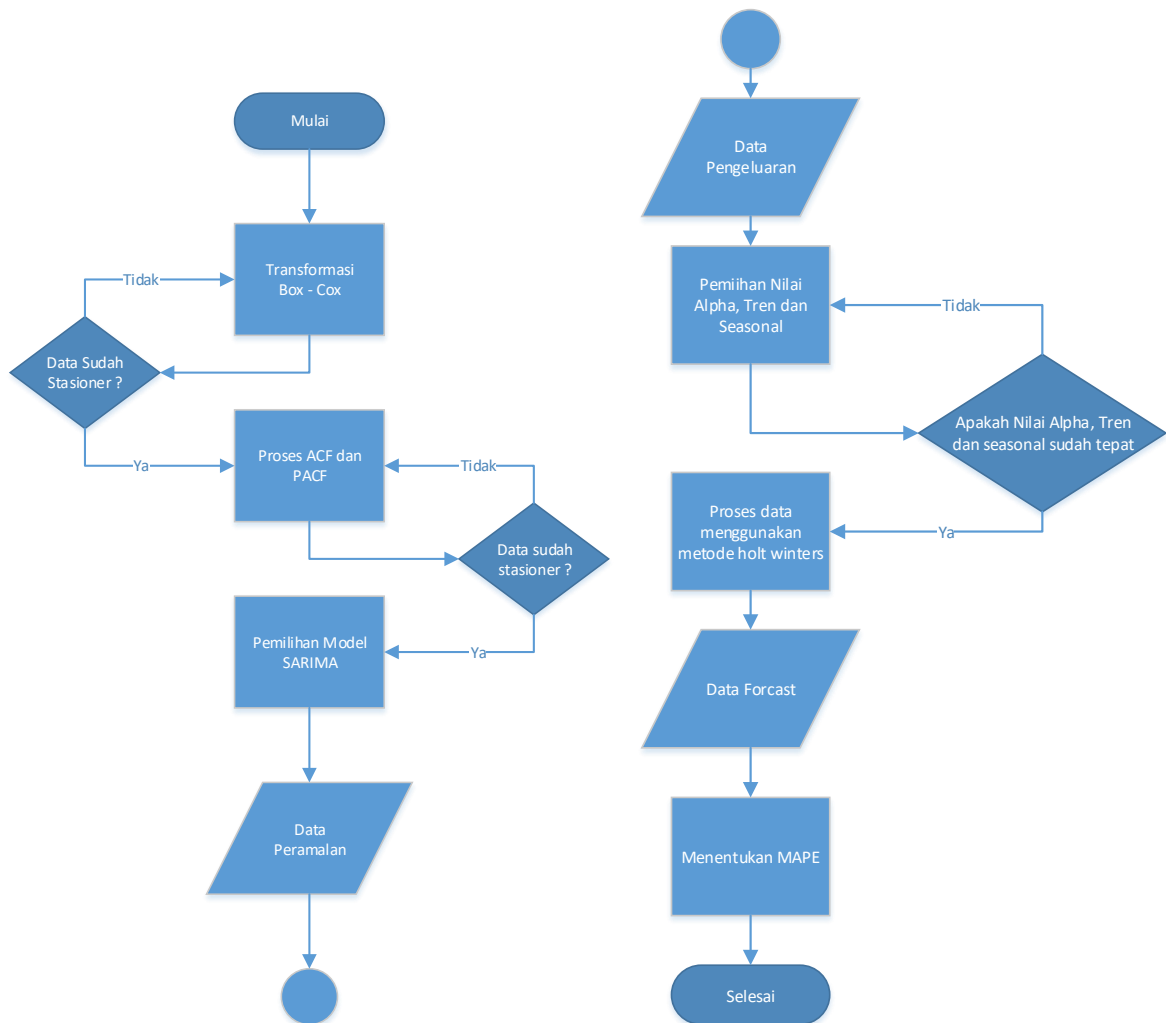 Mulai
Transformasi
Box - Cox
Tidak
Data Sudah
Stasioner ?
Ya
Proses ACF dan
PACF
Tidak
Data sudah
stasioner ?
Ya
Pemilihan Model
SARIMA
Data
Peramalan
Data
Pengeluaran
Pemiihan Nilai
Alpha, Tren dan
Seasonal
Tidak
Apakah Nilai Alpha, Tren
dan seasonal sudah tepat
Ya
Proses data
menggunakan
metode holt winters
Data Forcast
Menentukan MAPE
Selesai